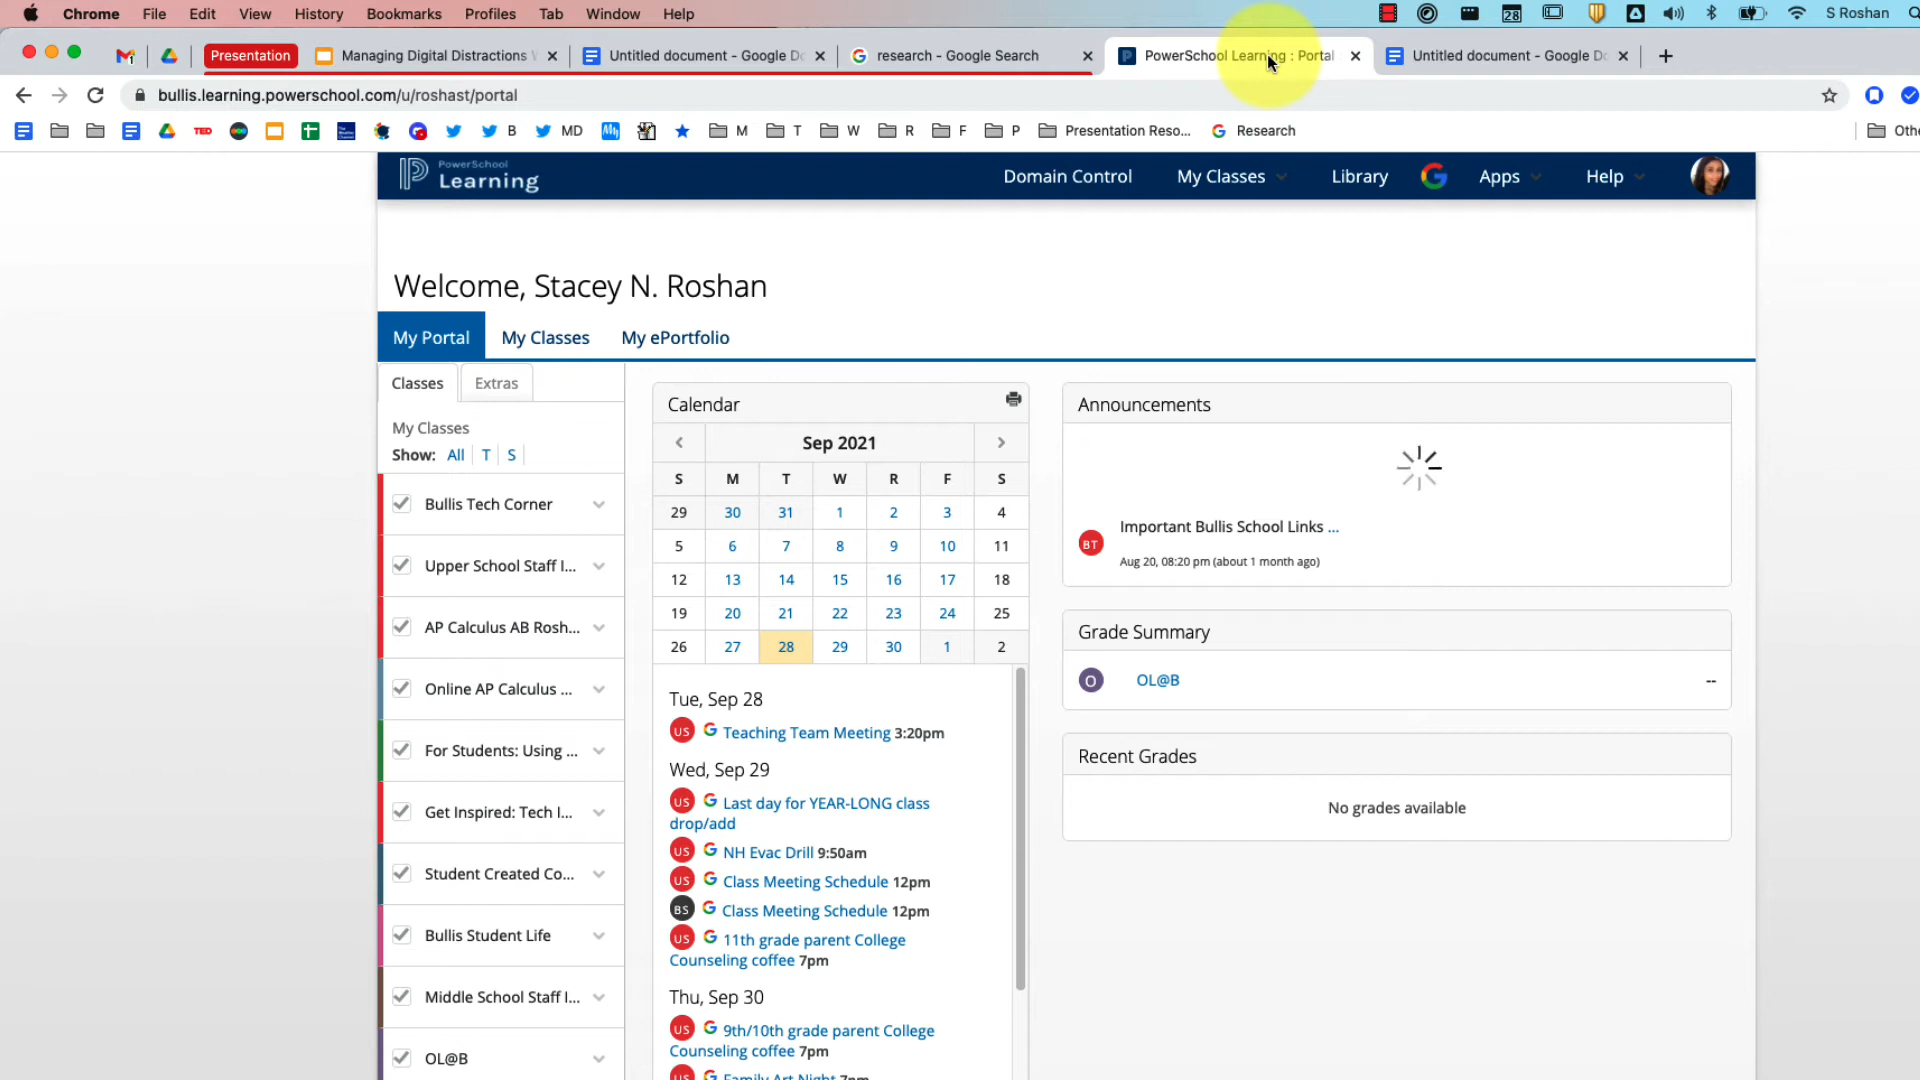 Chrome File Edit View History Bookmarks Profiles Tab Window Help 28 S Roshan
Presentation Managing Digital Distractions Untitled document - Google Do research - Google Search PowerSchool Learning : Portal Untitled document - Google Do
bullis.learning.powerschool.com/u/roshast/portal
TED B MD M T W R F P Presentation Reso... Research Othe
PowerSchool
Learning
Domain Control My Classes Library Apps Help
Welcome, Stacey N. Roshan
My Portal My Classes My ePortfolio
Classes Extras
My Classes
Show: All T S
Bullis Tech Corner
Upper School Staff I...
AP Calculus AB Rosh...
Online AP Calculus ...
For Students: Using ...
Get Inspired: Tech I...
Student Created Co...
Bullis Student Life
Middle School Staff I...
OL@B
Calendar
Sep 2021
S M T W R F S
29 30 31 1 2 3 4
5 6 7 8 9 10 11
12 13 14 15 16 17 18
19 20 21 22 23 24 25
26 27 28 29 30 1 2
Tue, Sep 28
US Teaching Team Meeting 3:20pm
Wed, Sep 29
US Last day for YEAR-LONG class
drop/add
US NH Evac Drill 9:50am
US Class Meeting Schedule 12pm
BS Class Meeting Schedule 12pm
US 11th grade parent College
Counseling coffee 7pm
Thu, Sep 30
US 9th/10th grade parent College
Counseling coffee 7pm
US Family Art Night 7pm
Announcements
BT Important Bullis School Links ...
Aug 20, 08:20 pm (about 1 month ago)
Grade Summary
O OL@B --
Recent Grades
No grades available